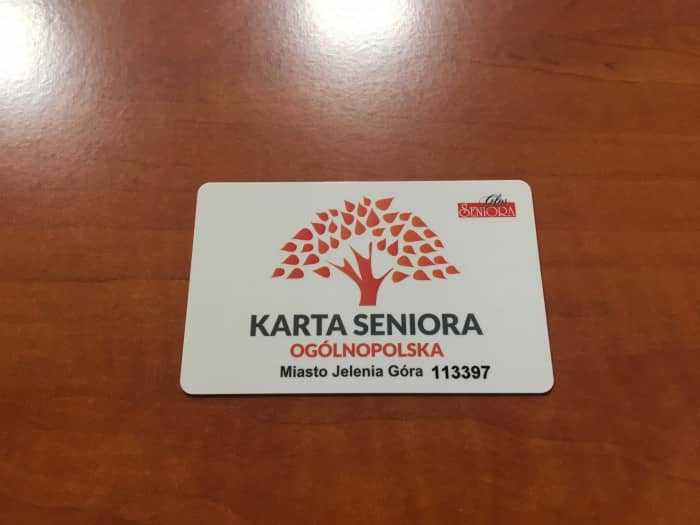 Głos
SENIORA
KARTA SENIORA
OGÓLNOPOLSKA
Miasto Jelenia Góra 113397